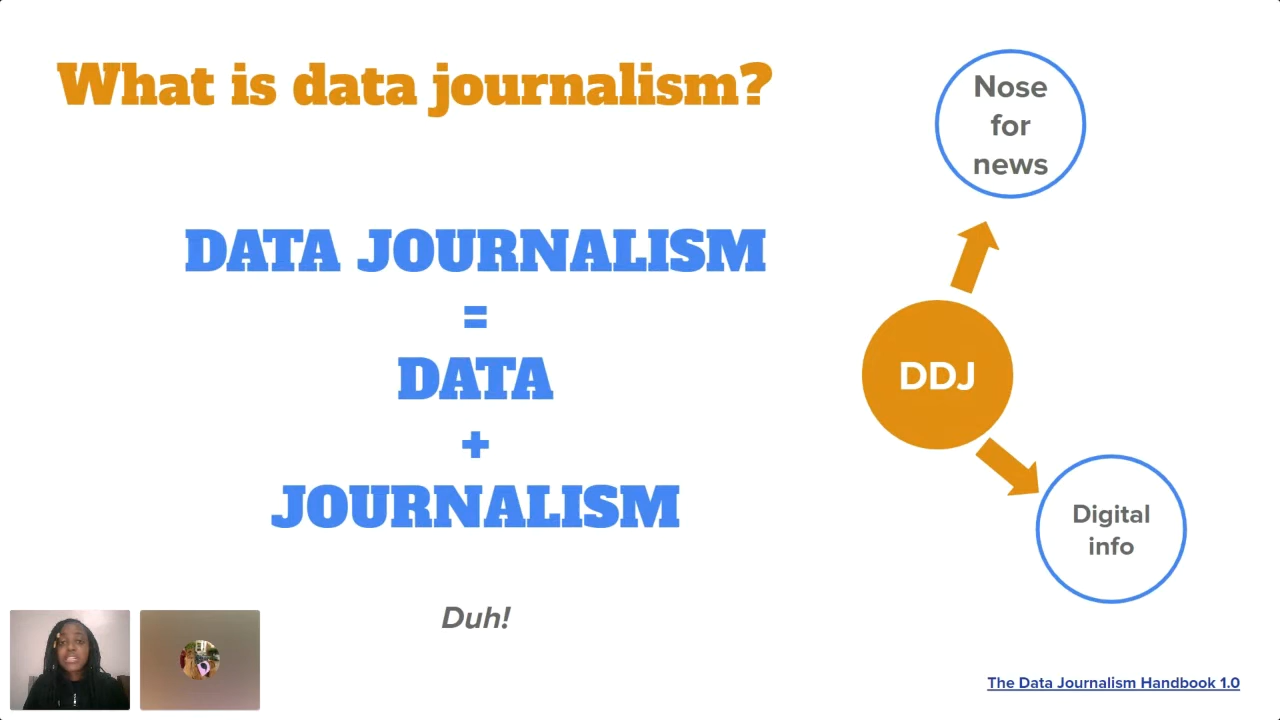 What is data journalism?
DATA JOURNALISM
=
DATA
+
JOURNALISM
Duh!
Nose
for
news
DDJ
Digital
info
The Data Journalism Handbook 1.0